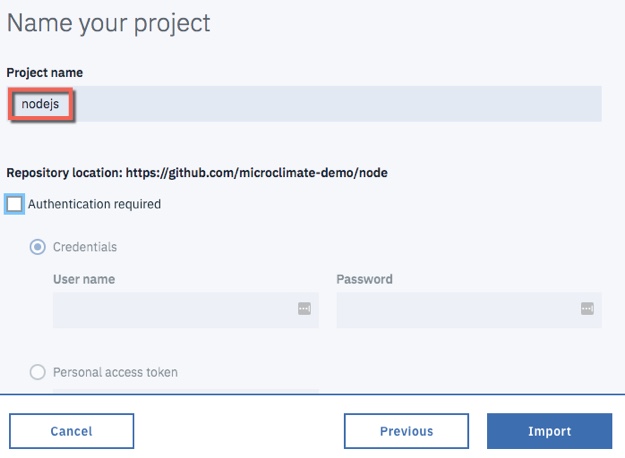 Name your project
Project name
nodejs
Repository location: https://github.com/microclimate-demo/node
Authentication required
Credentials
User name Password
Personal access token
Cancel Previous Import